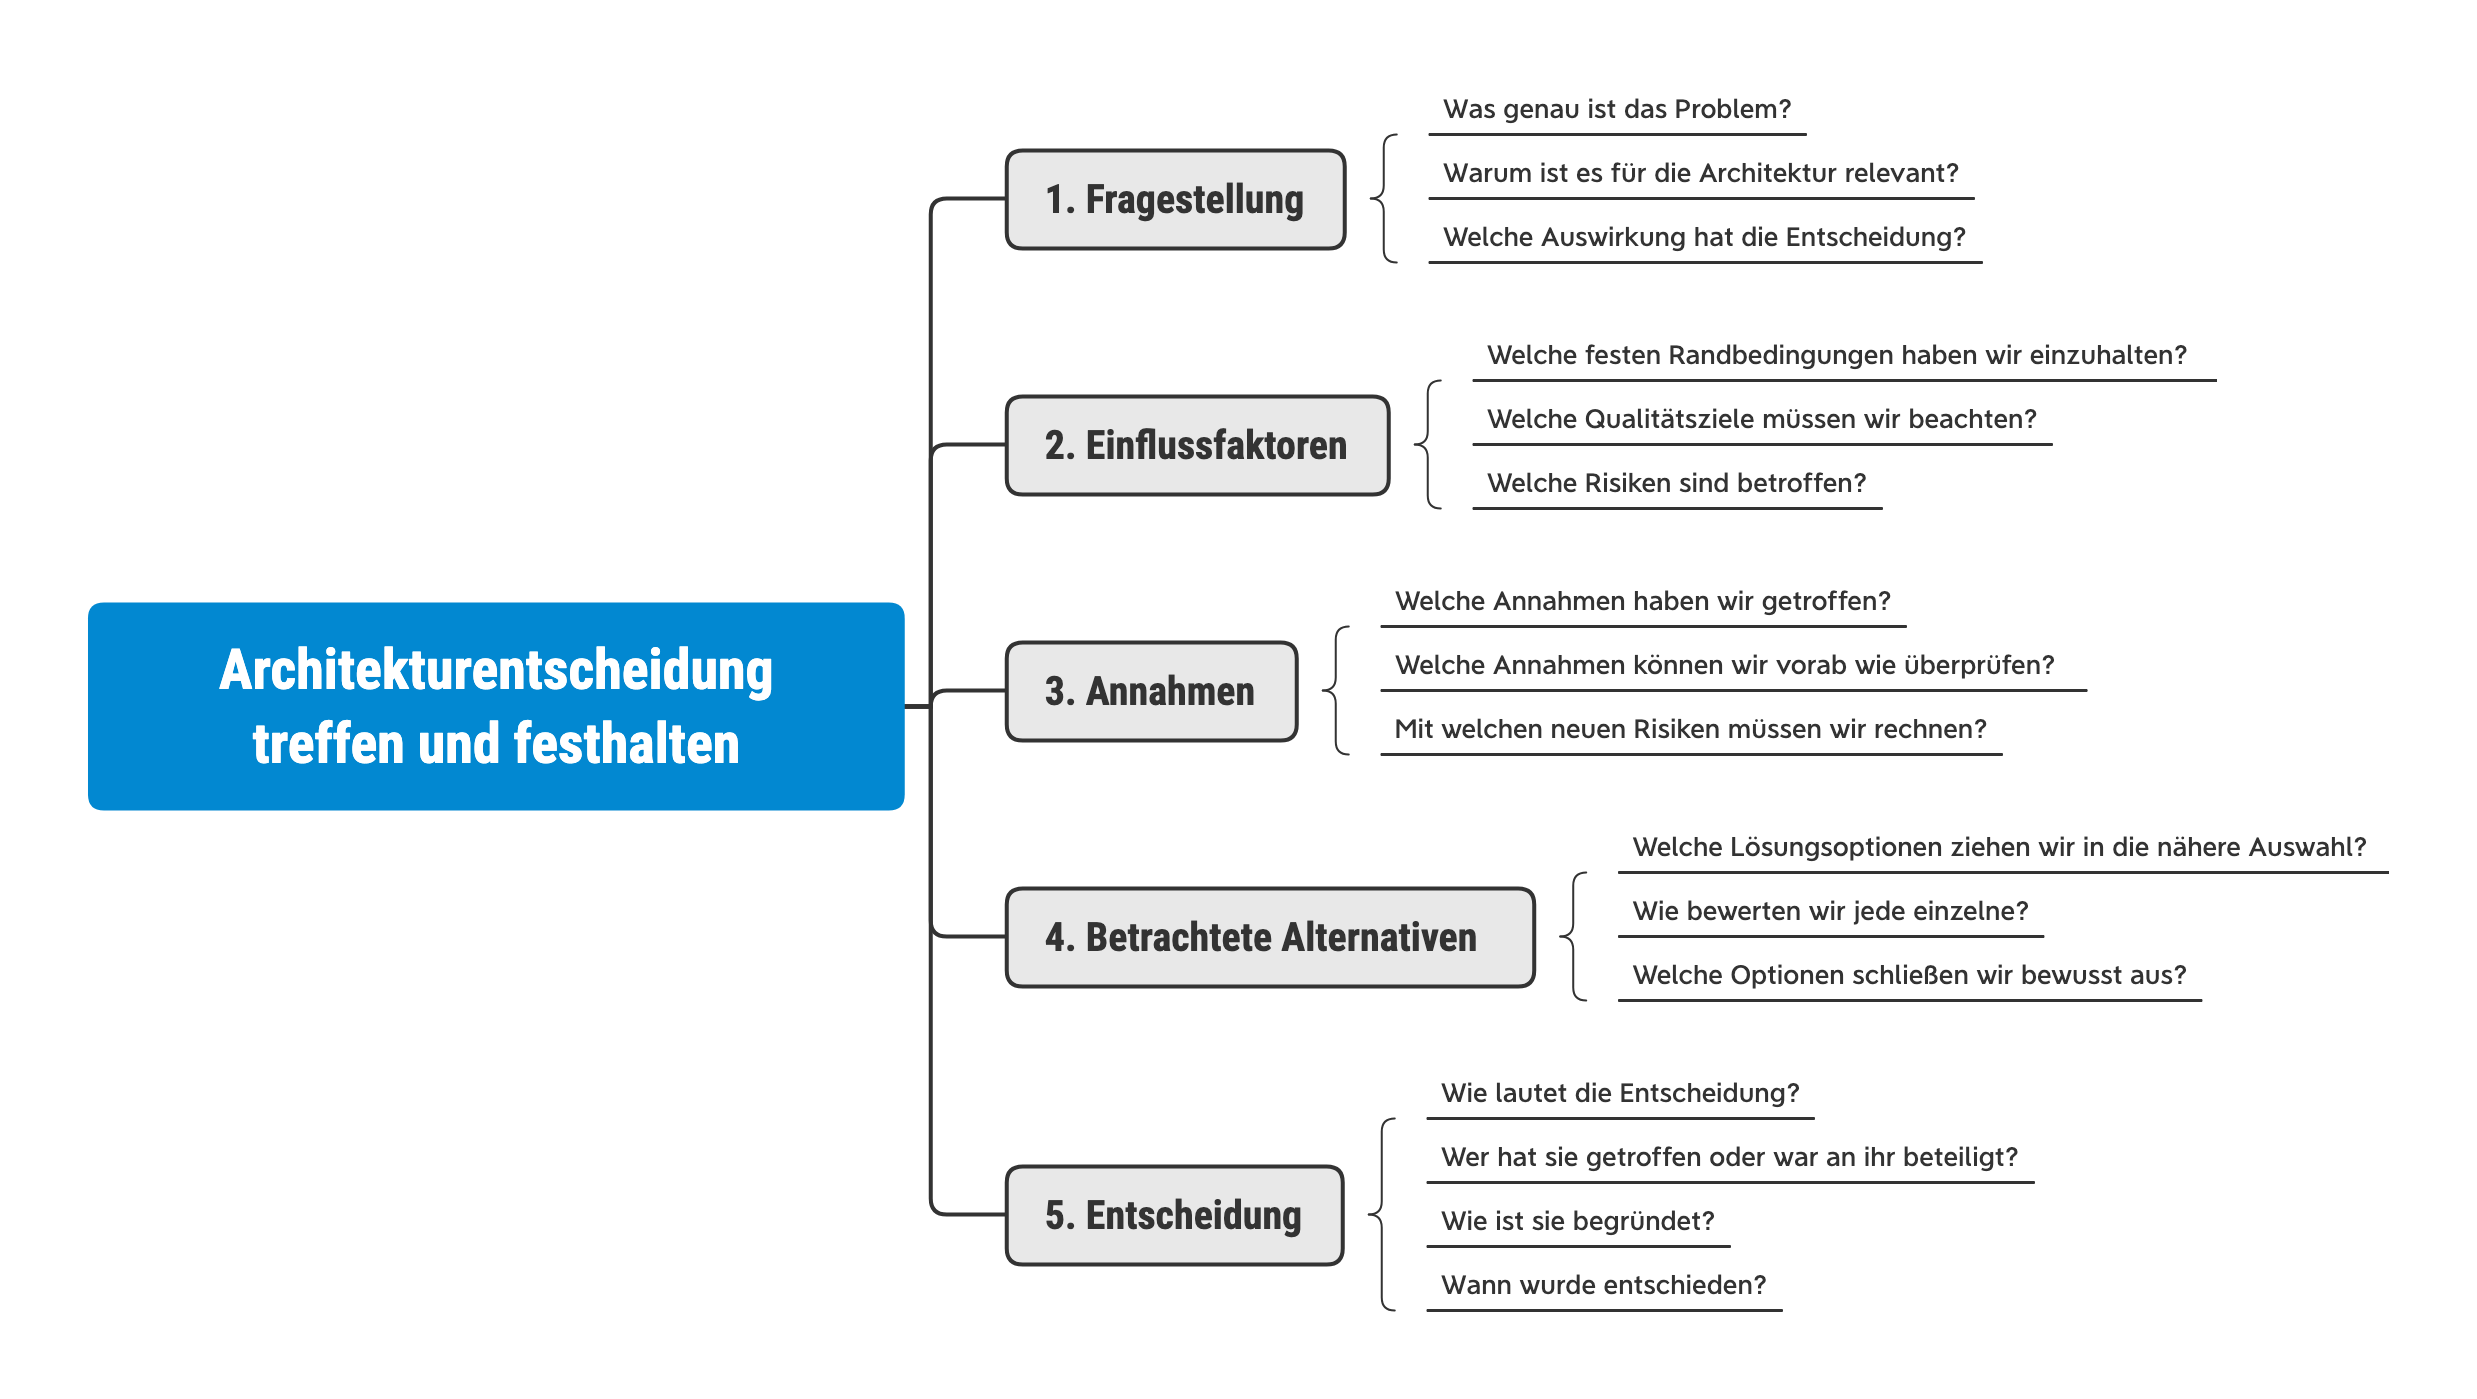 Architekturentscheidung
treffen und festhalten
1. Fragestellung
Was genau ist das Problem?
Warum ist es für die Architektur relevant?
Welche Auswirkung hat die Entscheidung?
2. Einflussfaktoren
Welche festen Randbedingungen haben wir einzuhalten?
Welche Qualitätsziele müssen wir beachten?
Welche Risiken sind betroffen?
3. Annahmen
Welche Annahmen haben wir getroffen?
Welche Annahmen können wir vorab wie überprüfen?
Mit welchen neuen Risiken müssen wir rechnen?
4. Betrachtete Alternativen
Welche Lösungsoptionen ziehen wir in die nähere Auswahl?
Wie bewerten wir jede einzelne?
Welche Optionen schließen wir bewusst aus?
5. Entscheidung
Wie lautet die Entscheidung?
Wer hat sie getroffen oder war an ihr beteiligt?
Wie ist sie begründet?
Wann wurde entschieden?